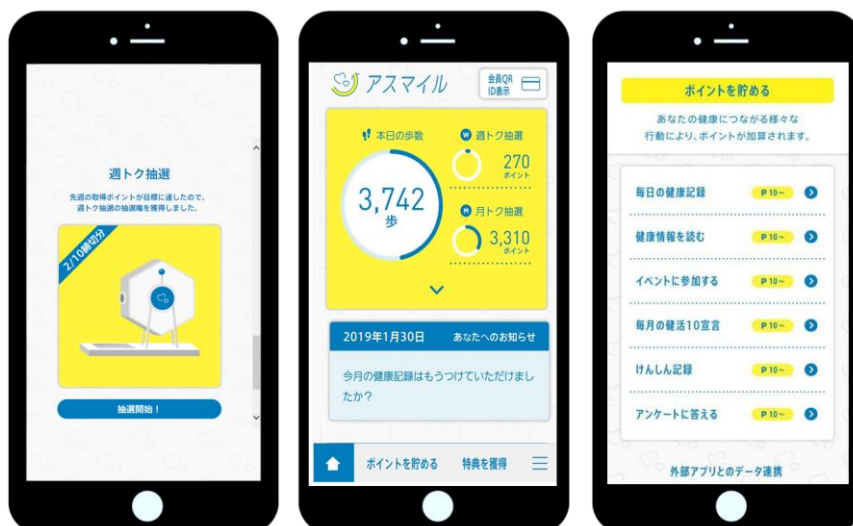 週トク抽選
先週の取得ポイントが目標に達したので、
週トク抽選の抽選権を獲得しました。
2/10締切分
抽選開始！
アスマイル
会員QR
ID表示
本日の歩数
3,742
歩
W 週トク抽選
270
ポイント
M 月トク抽選
3,310
ポイント
2019年1月30日 あなたへのお知らせ
今月の健康記録はもうつけていただけまし
たか？
ポイントを貯める 特典を獲得
ポイントを貯める
あなたの健康につながる様々な
行動により、ポイントが加算されます。
毎日の健康記録 P 10～
健康情報を読む P 10～
イベントに参加する P 10～
毎月の健活10宣言 P 10～
けんしん記録 P 10～
アンケートに答える P 10～
外部アプリとのデータ連携